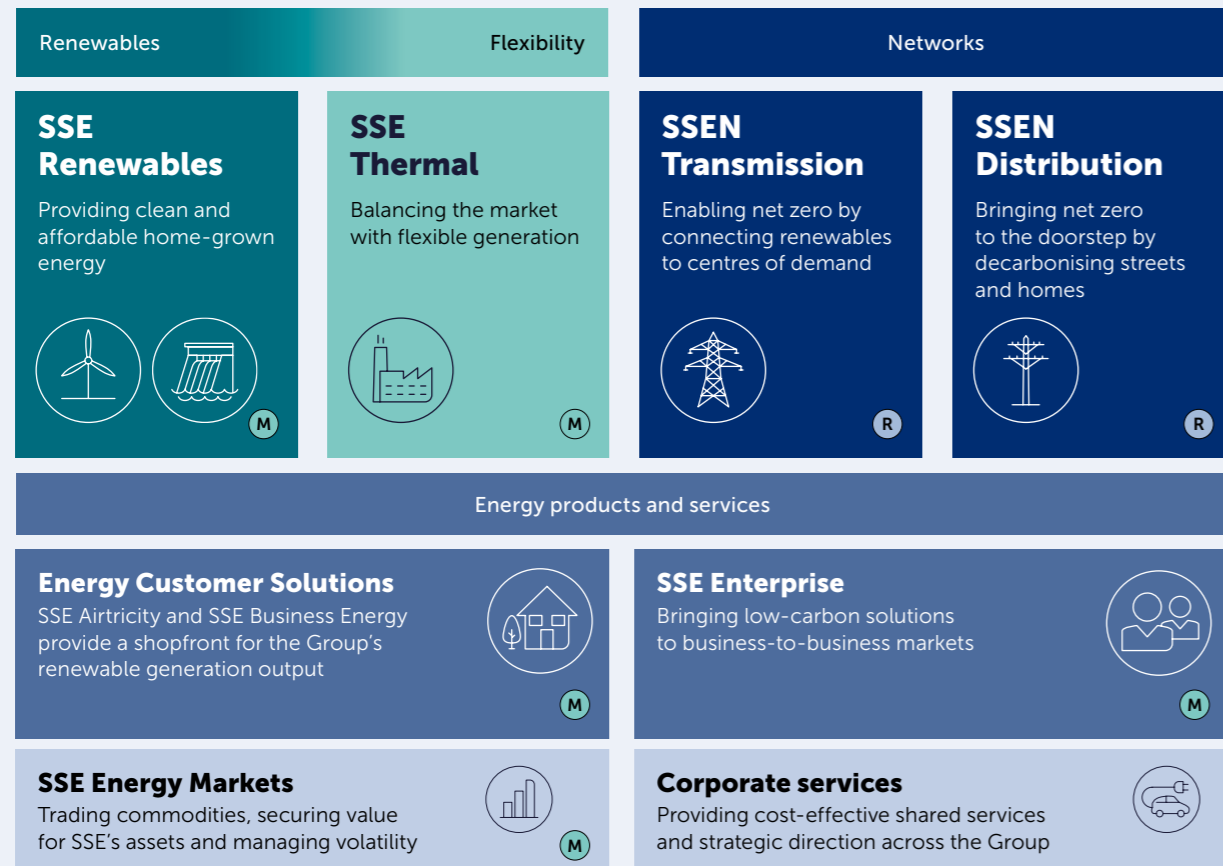 Renewables
Flexibility
Networks
SSE
Renewables
Providing clean and
affordable home-grown
energy
M
SSE
Thermal
Balancing the market
with flexible generation
M
SSEN
Transmission
Enabling net zero by
connecting renewables
to centres of demand
R
SSEN
Distribution
Bringing net zero
to the doorstep by
decarbonising streets
and homes
R
Energy products and services
Energy Customer Solutions
SSE Airtricity and SSE Business Energy
provide a shopfront for the Group’s
renewable generation output
M
SSE Enterprise
Bringing low-carbon solutions
to business-to-business markets
M
SSE Energy Markets
Trading commodities, securing value
for SSE’s assets and managing volatility
M
Corporate services
Providing cost-effective shared services
and strategic direction across the Group